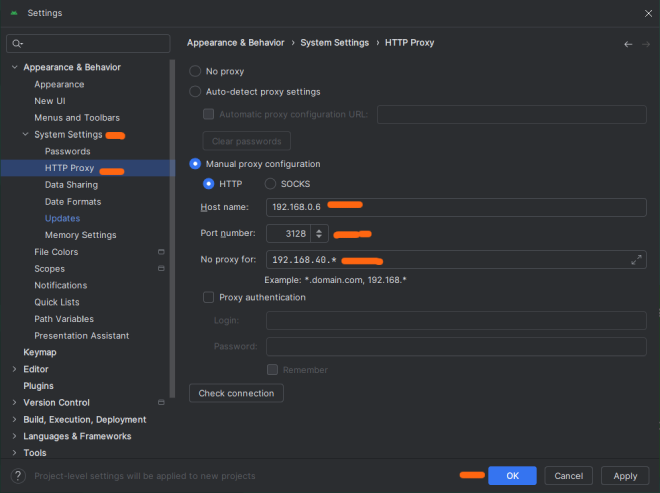 Settings
Appearance & Behavior › System Settings › HTTP Proxy
Appearance & Behavior
Appearance
New UI
Menus and Toolbars
System Settings
Passwords
HTTP Proxy
Data Sharing
Date Formats
Updates
Memory Settings
File Colors
Scopes
Notifications
Quick Lists
Path Variables
Presentation Assistant
Keymap
Editor
Plugins
Version Control
Build, Execution, Deployment
Languages & Frameworks
Tools
No proxy
Auto-detect proxy settings
Automatic proxy configuration URL:
Clear passwords
Manual proxy configuration
HTTP SOCKS
Host name: 192.168.0.6
Port number: 3128
No proxy for: 192.168.40.*
Example: *.domain.com, 192.168.*
Proxy authentication
Login:
Password:
Remember
Check connection
? Project-level settings will be applied to new projects
OK Cancel Apply